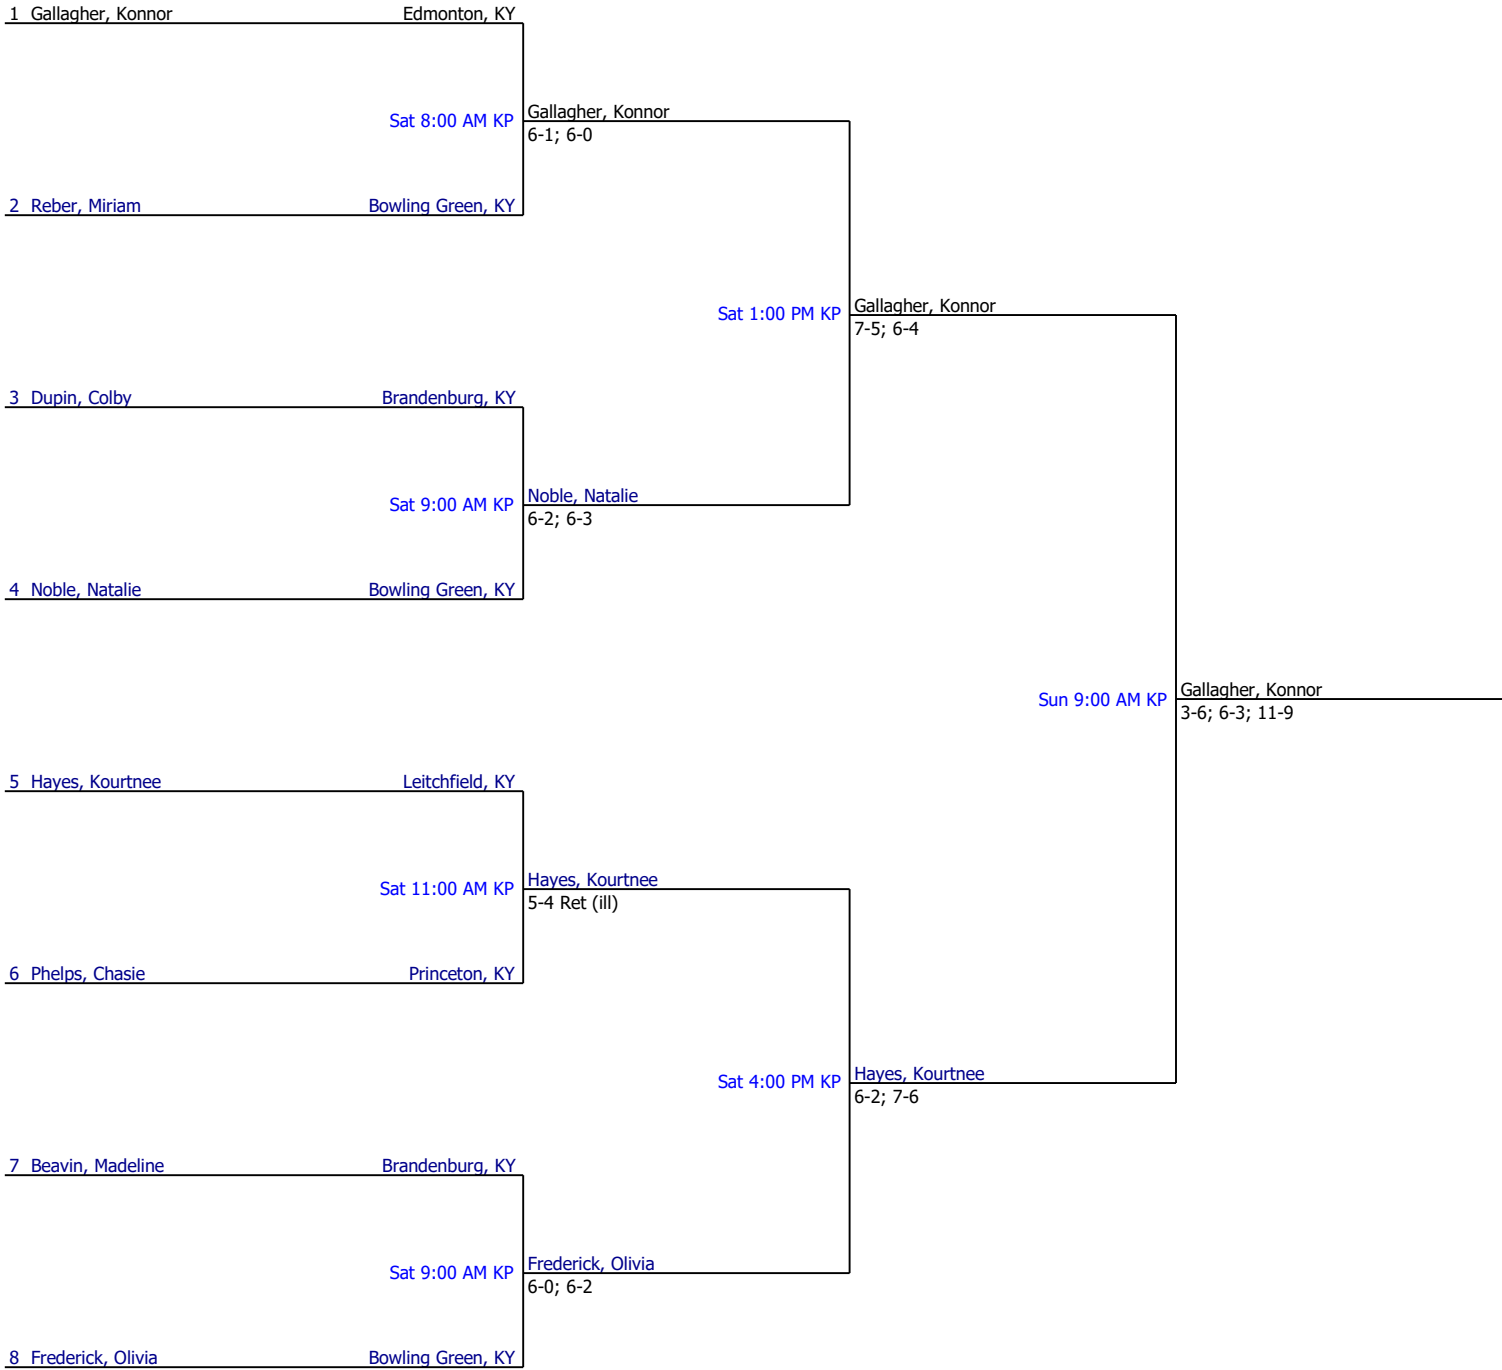 1 Gallagher, Konnor Edmonton, KY
Sat 8:00 AM KP
Gallagher, Konnor
6-1; 6-0
2 Reber, Miriam Bowling Green, KY
Sat 1:00 PM KP
Gallagher, Konnor
7-5; 6-4
3 Dupin, Colby Brandenburg, KY
Sat 9:00 AM KP
Noble, Natalie
6-2; 6-3
4 Noble, Natalie Bowling Green, KY
Sun 9:00 AM KP
Gallagher, Konnor
3-6; 6-3; 11-9
5 Hayes, Kourtnee Leitchfield, KY
Sat 11:00 AM KP
Hayes, Kourtnee
5-4 Ret (ill)
6 Phelps, Chasie Princeton, KY
Sat 4:00 PM KP
Hayes, Kourtnee
6-2; 7-6
7 Beavin, Madeline Brandenburg, KY
Sat 9:00 AM KP
Frederick, Olivia
6-0; 6-2
8 Frederick, Olivia Bowling Green, KY